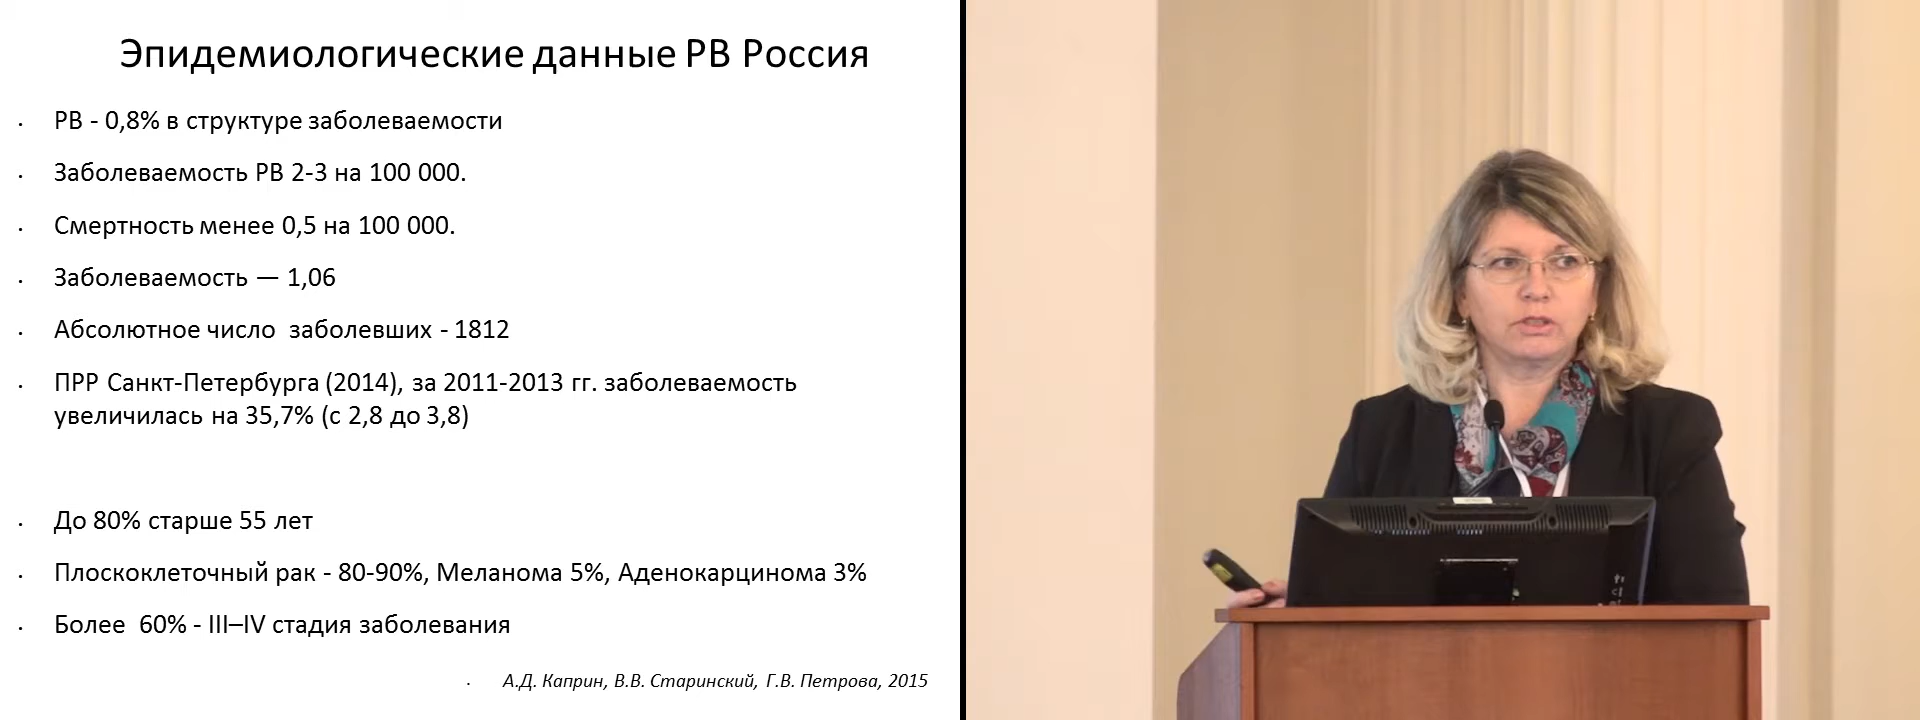 Эпидемиологические данные РВ Россия
РВ - 0,8% в структуре заболеваемости
Заболеваемость РВ 2-3 на 100 000.
Смертность менее 0,5 на 100 000.
Заболеваемость — 1,06
Абсолютное число заболевших - 1812
ПРР Санкт-Петербурга (2014), за 2011-2013 гг. заболеваемость
увеличилась на 35,7% (с 2,8 до 3,8)
До 80% старше 55 лет
Плоскоклеточный рак - 80-90%, Меланома 5%, Аденокарцинома 3%
Более 60% - III–IV стадия заболевания
А.Д. Каприн, В.В. Старинский, Г.В. Петрова, 2015